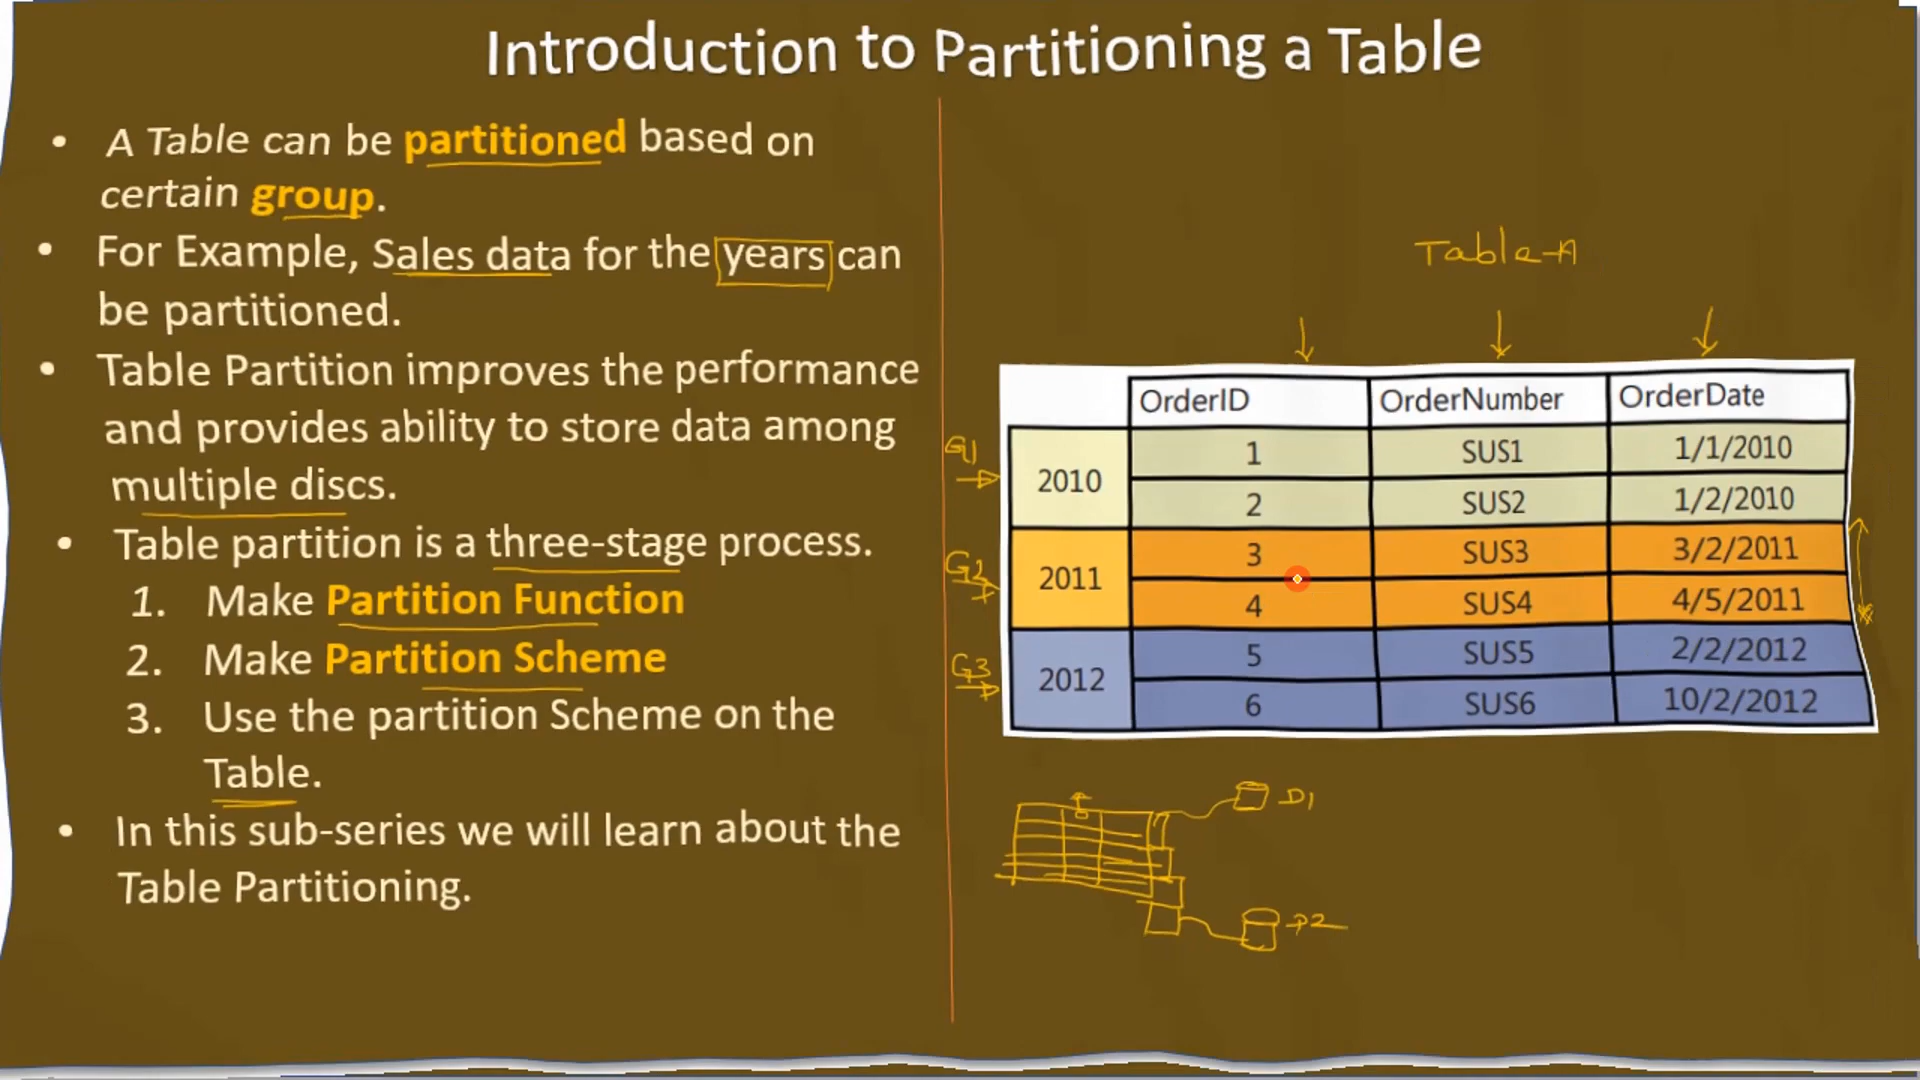 Introduction to Partitioning a Table
• A Table can be partitioned based on
certain group.
• For Example, Sales data for the years can
be partitioned.
• Table Partition improves the performance
and provides ability to store data among
multiple discs.
• Table partition is a three-stage process.
1. Make Partition Function
2. Make Partition Scheme
3. Use the partition Scheme on the
Table.
• In this sub-series we will learn about the
Table Partitioning.
Table-A
OrderID OrderNumber OrderDate
G1 2010 1 SUS1 1/1/2010
2 SUS2 1/2/2010
G2 2011 3 SUS3 3/2/2011
4 SUS4 4/5/2011
G3 2012 5 SUS5 2/2/2012
6 SUS6 10/2/2012
D1
D2